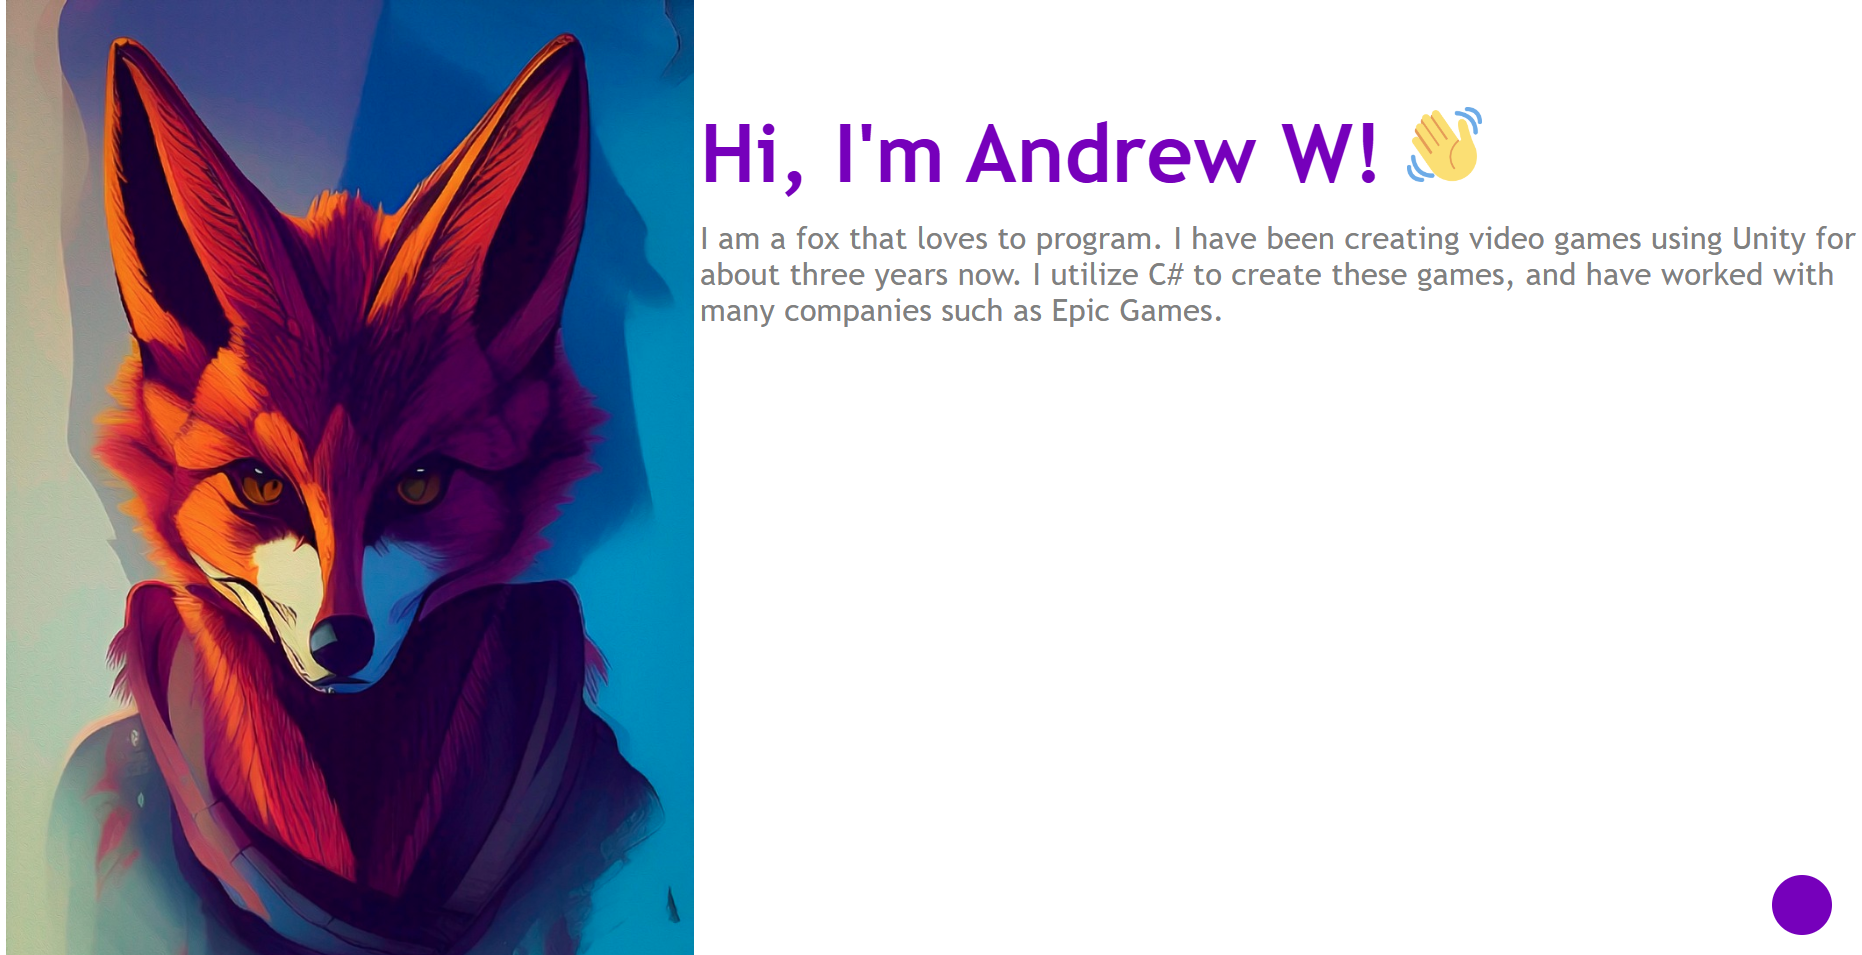 Hi, I'm Andrew W! 👋
I am a fox that loves to program. I have been creating video games using Unity for
about three years now. I utilize C# to create these games, and have worked with
many companies such as Epic Games.